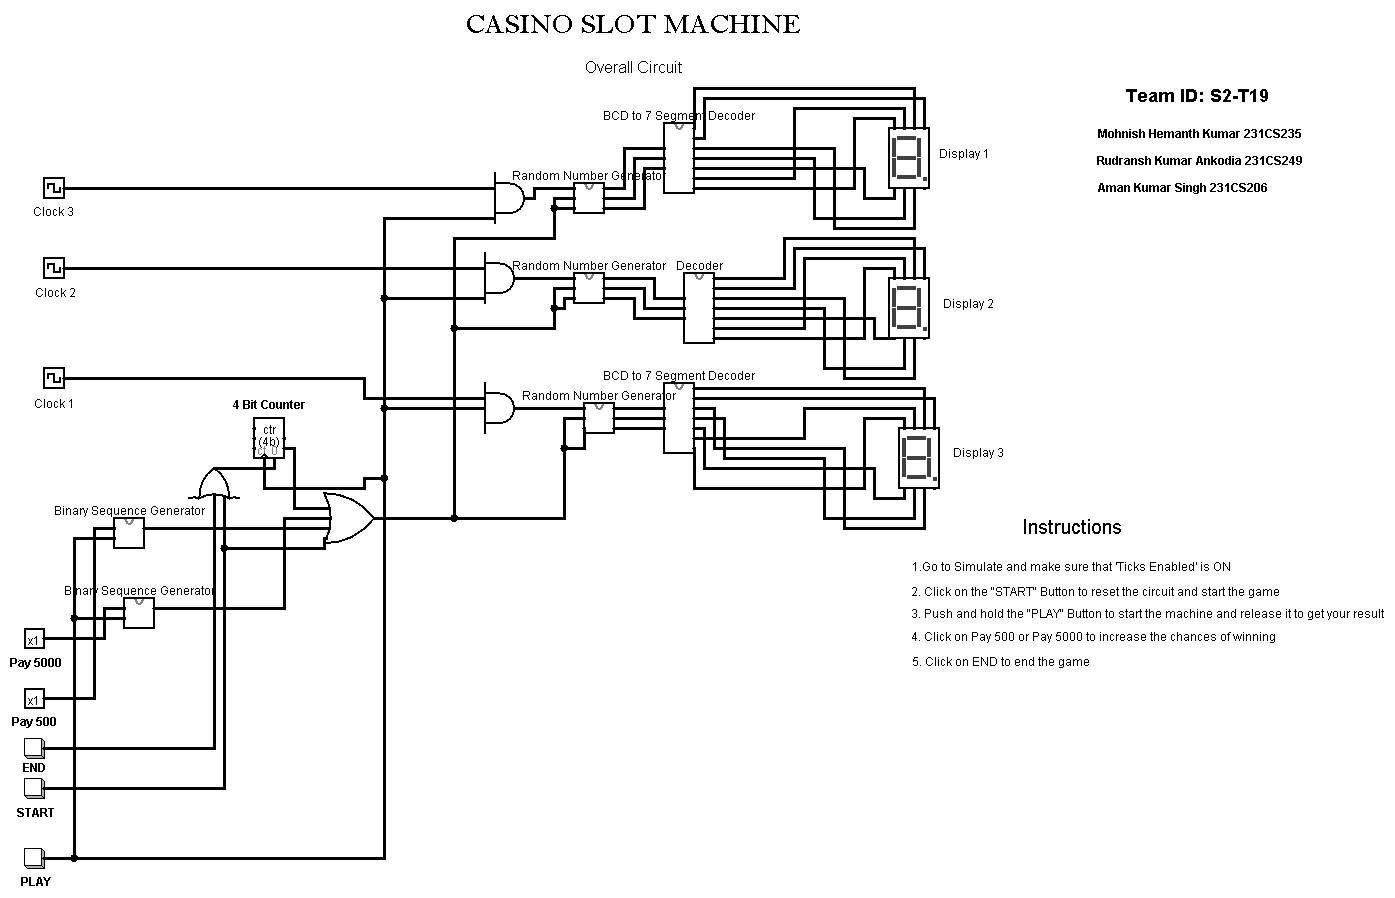 CASINO SLOT MACHINE
Overall Circuit
Team ID: S2-T19
Mohnish Hemanth Kumar 231CS235
Rudransh Kumar Ankodia 231CS249
Aman Kumar Singh 231CS206
BCD to 7 Segment Decoder
Display 1
Random Number Generator
Clock 3
Random Number Generator
Decoder
Clock 2
Display 2
BCD to 7 Segment Decoder
Random Number Generator
Clock 1
4 Bit Counter
ctr
(4b)
ct 0
Display 3
Binary Sequence Generator
Binary Sequence Generator
x1
Pay 5000
x1
Pay 500
END
START
PLAY
Instructions
1.Go to Simulate and make sure that 'Ticks Enabled' is ON
2. Click on the "START" Button to reset the circuit and start the game
3. Push and hold the "PLAY" Button to start the machine and release it to get your result
4. Click on Pay 500 or Pay 5000 to increase the chances of winning
5. Click on END to end the game